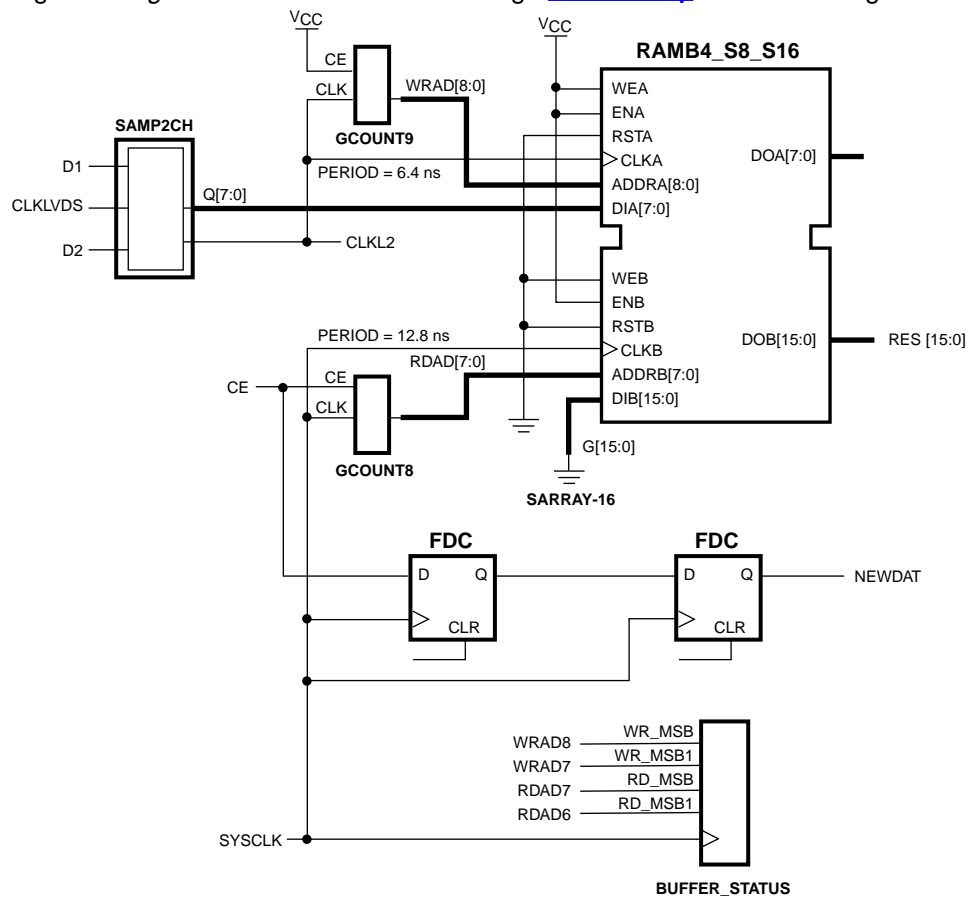 VCC
CE
CLK
WRAD[8:0]
GCOUNT9
VCC
RAMB4_S8_S16
WEA
ENA
RSTA
CLKA
ADDRA[8:0]
DIA[7:0]
DOA[7:0]
SAMP2CH
D1
CLKLVDS
D2
Q[7:0]
PERIOD = 6.4 ns
CLKL2
WEB
ENB
RSTB
CLKB
ADDRB[7:0]
DIB[15:0]
DOB[15:0]
RES [15:0]
PERIOD = 12.8 ns
RDAD[7:0]
CE
CE
CLK
GCOUNT8
G[15:0]
SARRAY-16
FDC
D
Q
CLR
FDC
D
Q
CLR
NEWDAT
WRAD8
WR_MSB
WRAD7
WR_MSB1
RDAD7
RD_MSB
RDAD6
RD_MSB1
SYSCLK
BUFFER_STATUS